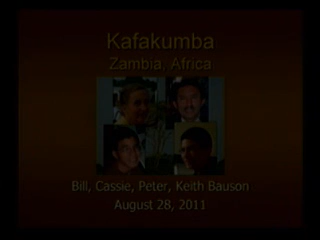 Kafakumba
Zambia, Africa
Bill, Cassie, Peter, Keith Bauson
August 28, 2011